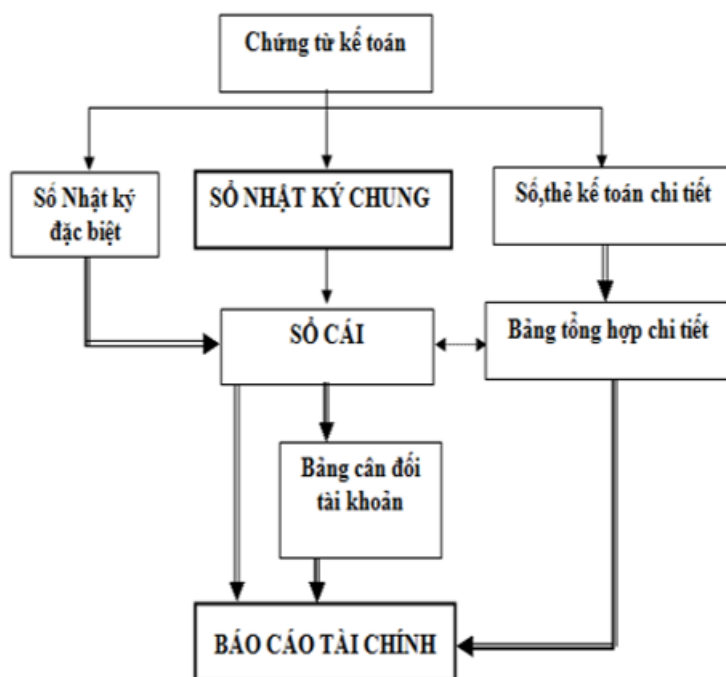 Chứng từ kế toán
Sổ Nhật ký
đặc biệt
SỔ NHẬT KÝ CHUNG
Sổ,thẻ kế toán chi tiết
SỔ CÁI
Bảng tổng hợp chi tiết
Bảng cân đối
tài khoản
BÁO CÁO TÀI CHÍNH